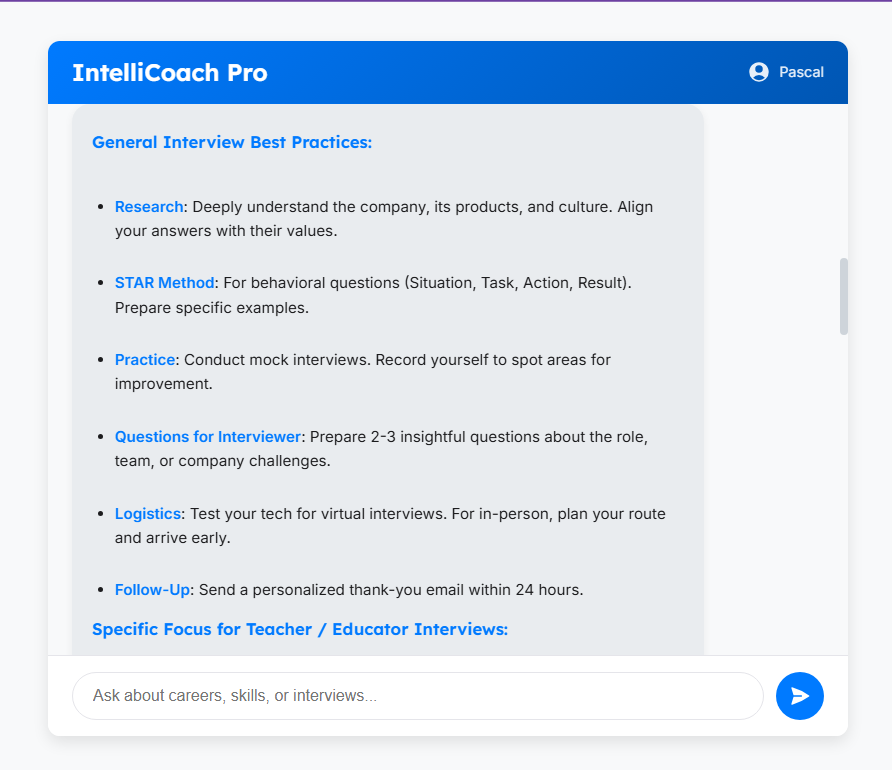 IntelliCoach Pro
Pascal
General Interview Best Practices:
Research: Deeply understand the company, its products, and culture. Align
your answers with their values.
STAR Method: For behavioral questions (Situation, Task, Action, Result).
Prepare specific examples.
Practice: Conduct mock interviews. Record yourself to spot areas for
improvement.
Questions for Interviewer: Prepare 2-3 insightful questions about the role,
team, or company challenges.
Logistics: Test your tech for virtual interviews. For in-person, plan your route
and arrive early.
Follow-Up: Send a personalized thank-you email within 24 hours.
Specific Focus for Teacher / Educator Interviews:
Ask about careers, skills, or interviews...